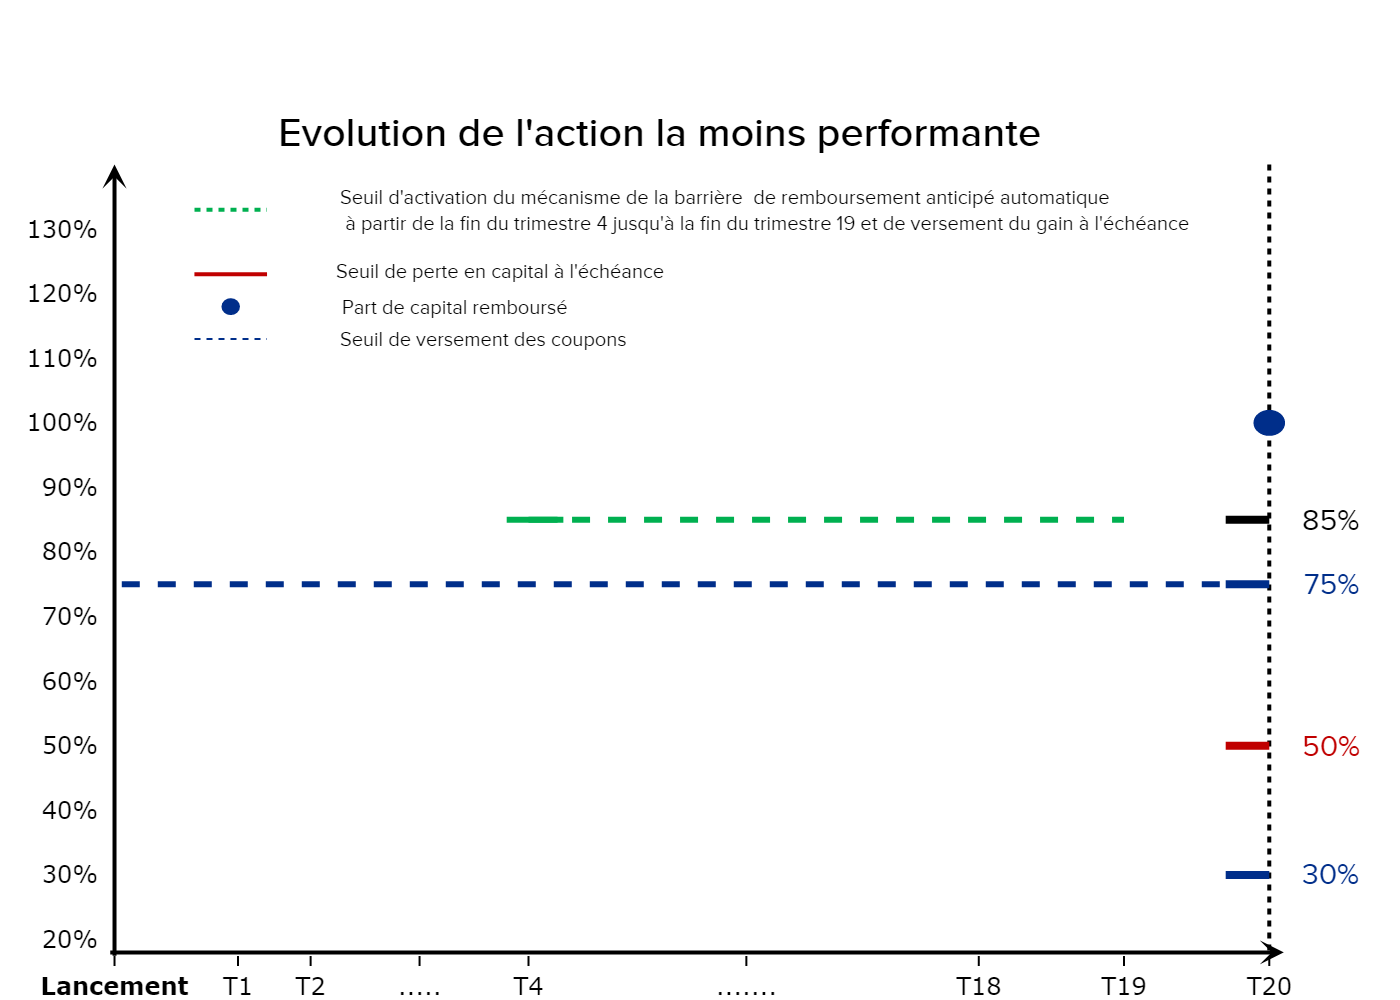 Evolution de l'action la moins performante
Seuil d'activation du mécanisme de la barrière  de remboursement anticipé automatique
à partir de la fin du trimestre 4 jusqu'à la fin du trimestre 19 et de versement du gain à l'échéance
Seuil de perte en capital à l'échéance
Part de capital remboursé
Seuil de versement des coupons
130%
120%
110%
100%
90%
80%
70%
60%
50%
40%
30%
20%
85%
75%
50%
30%
Lancement T1 T2 ..... T4 ....... T18 T19 T20